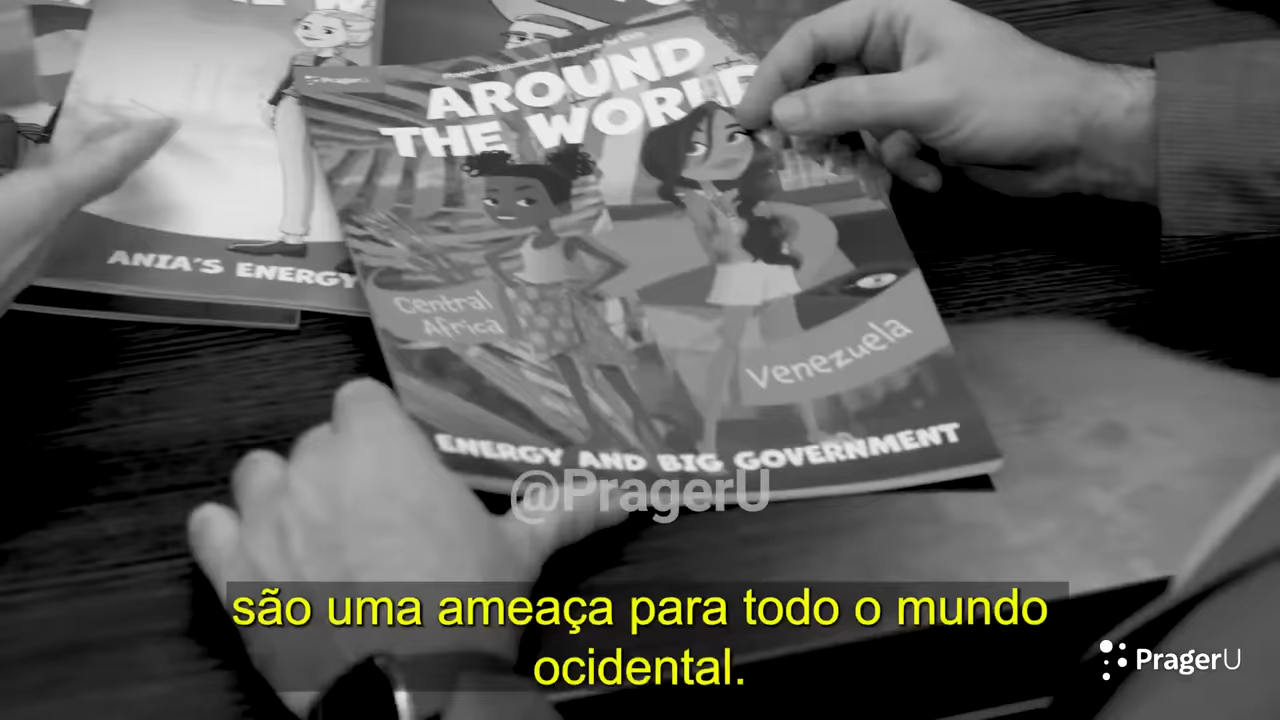 PragerU
AROUND
THE WORLD
Central
Africa
Venezuela
ENERGY AND BIG GOVERNMENT
ANIA'S ENERGY
@PragerU
são uma ameaça para todo o mundo
ocidental.
PragerU